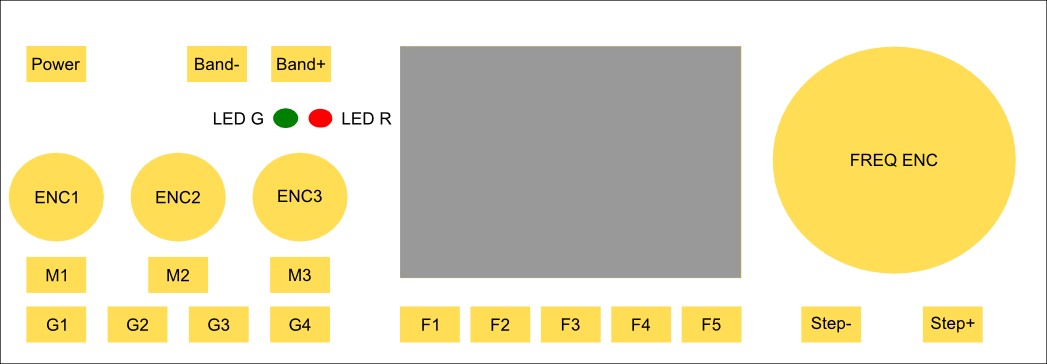 Power
Band-
Band+
LED G
LED R
FREQ ENC
ENC1
ENC2
ENC3
M1
M2
M3
G1
G2
G3
G4
F1
F2
F3
F4
F5
Step-
Step+